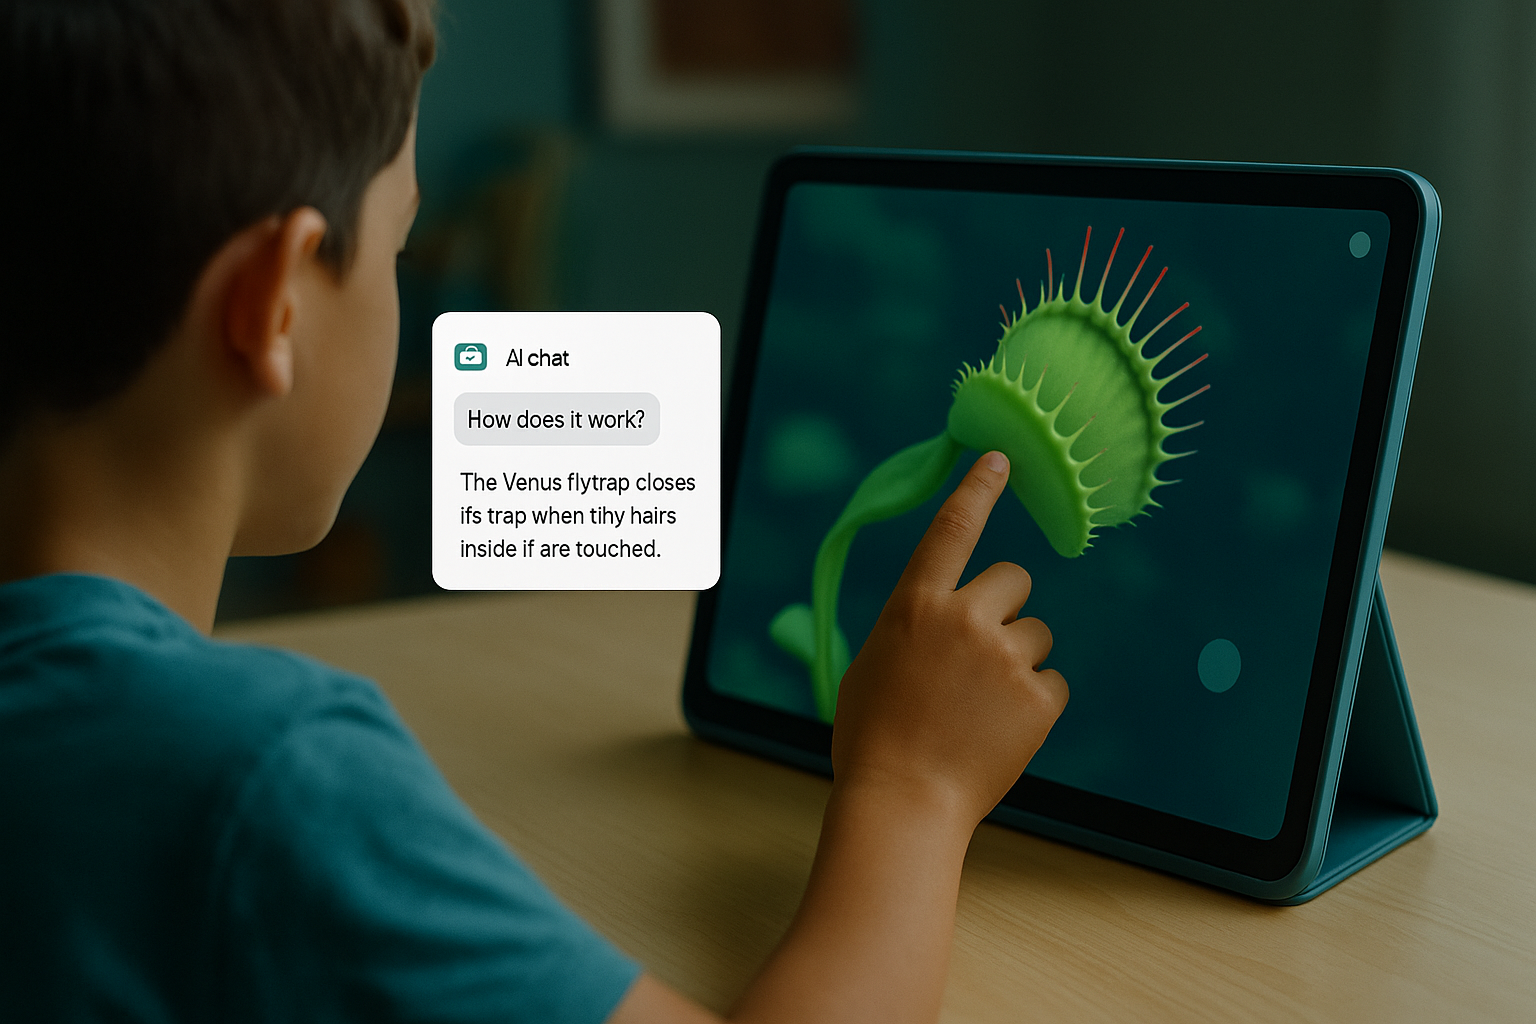 AI chat
How does it work?
The Venus flytrap closes
ifs trap when tihy hairs
inside if are touched.